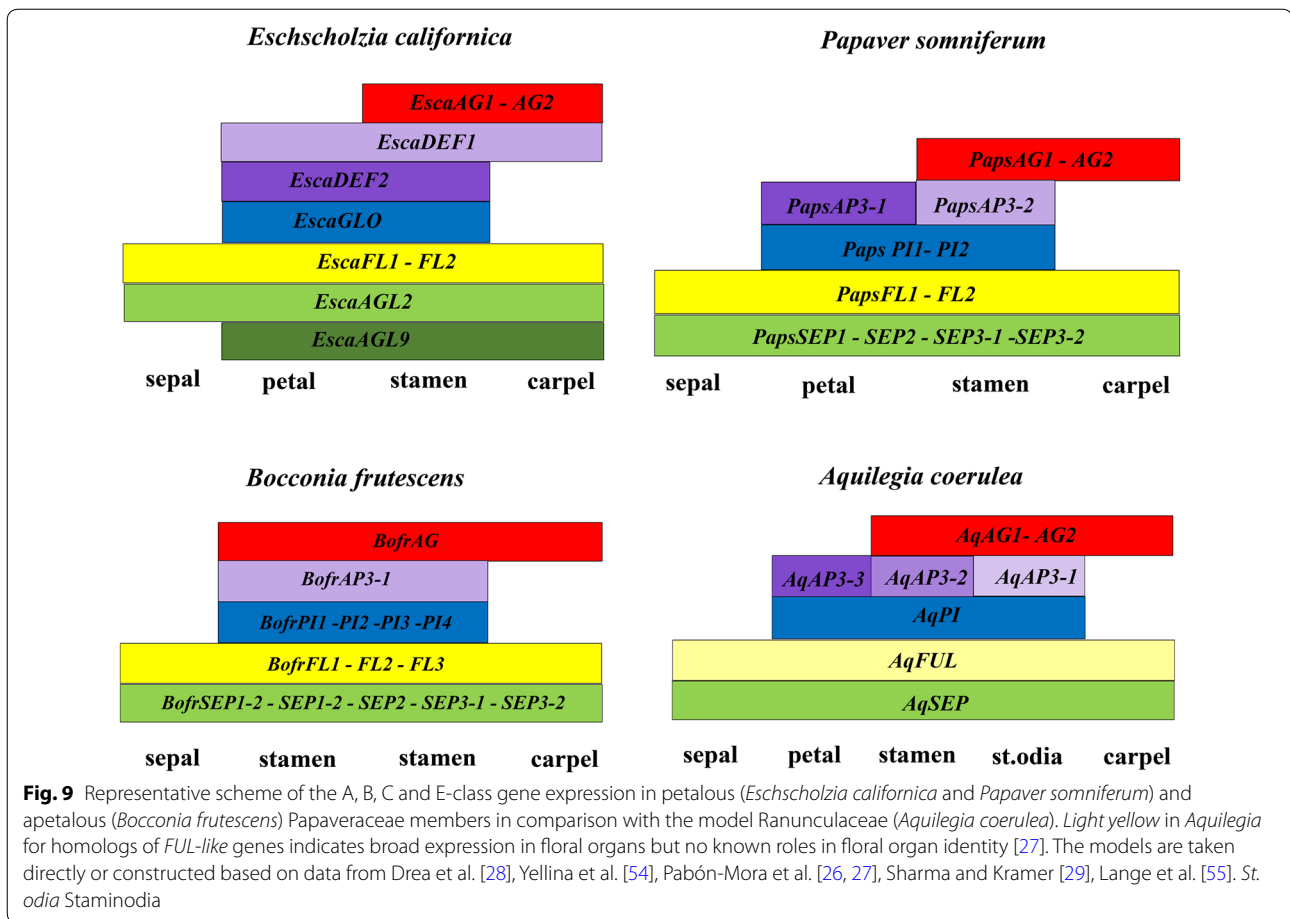 Eschscholzia californica
EscaAG1 - AG2
EscaDEF1
EscaDEF2
EscaGLO
EscaFL1 - FL2
EscaAGL2
EscaAGL9
sepal petal stamen carpel
Papaver somniferum
PapsAG1 - AG2
PapsAP3-1 PapsAP3-2
Paps PI1- PI2
PapsFL1 - FL2
PapsSEP1 - SEP2 - SEP3-1 -SEP3-2
sepal petal stamen carpel
Bocconia frutescens
BofrAG
BofrAP3-1
BofrPI1 -PI2 -PI3 -PI4
BofrFL1 - FL2 - FL3
BofrSEP1-2 - SEP1-2 - SEP2 - SEP3-1 - SEP3-2
sepal stamen stamen carpel
Aquilegia coerulea
AqAG1- AG2
AqAP3-3 AqAP3-2 AqAP3-1
AqPI
AqFUL
AqSEP
sepal petal stamen st.odia carpel
Fig. 9 Representative scheme of the A, B, C and E-class gene expression in petalous (Eschscholzia californica and Papaver somniferum) and
apetalous (Bocconia frutescens) Papaveraceae members in comparison with the model Ranunculaceae (Aquilegia coerulea). Light yellow in Aquilegia
for homologs of FUL-like genes indicates broad expression in floral organs but no known roles in floral organ identity [27]. The models are taken
directly or constructed based on data from Drea et al. [28], Yellina et al. [54], Pabón-Mora et al. [26, 27], Sharma and Kramer [29], Lange et al. [55]. St.
odia Staminodia